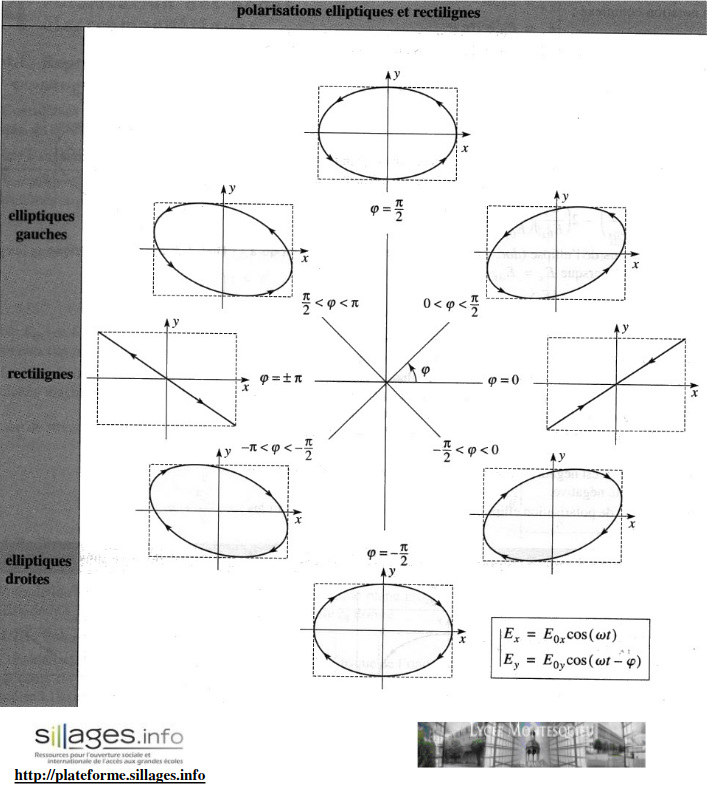 polarisations elliptiques et rectilignes
y
x
φ = π/2
elliptiques
gauches
y
x
π/2 < φ < π
y
x
0 < φ < π/2
rectilignes
y
x
φ = ± π
φ
φ = 0
y
x
y
x
-π < φ < -π/2
y
x
-π/2 < φ < 0
elliptiques
droites
φ = -π/2
y
x
Ex = E0x cos(ωt)
Ey = E0y cos(ωt - φ)
sillages.info
Ressources pour l'ouverture sociale et
internationale de l'accès aux grandes écoles
http://plateforme.sillages.info
LYCÉE MONTESQUIEU